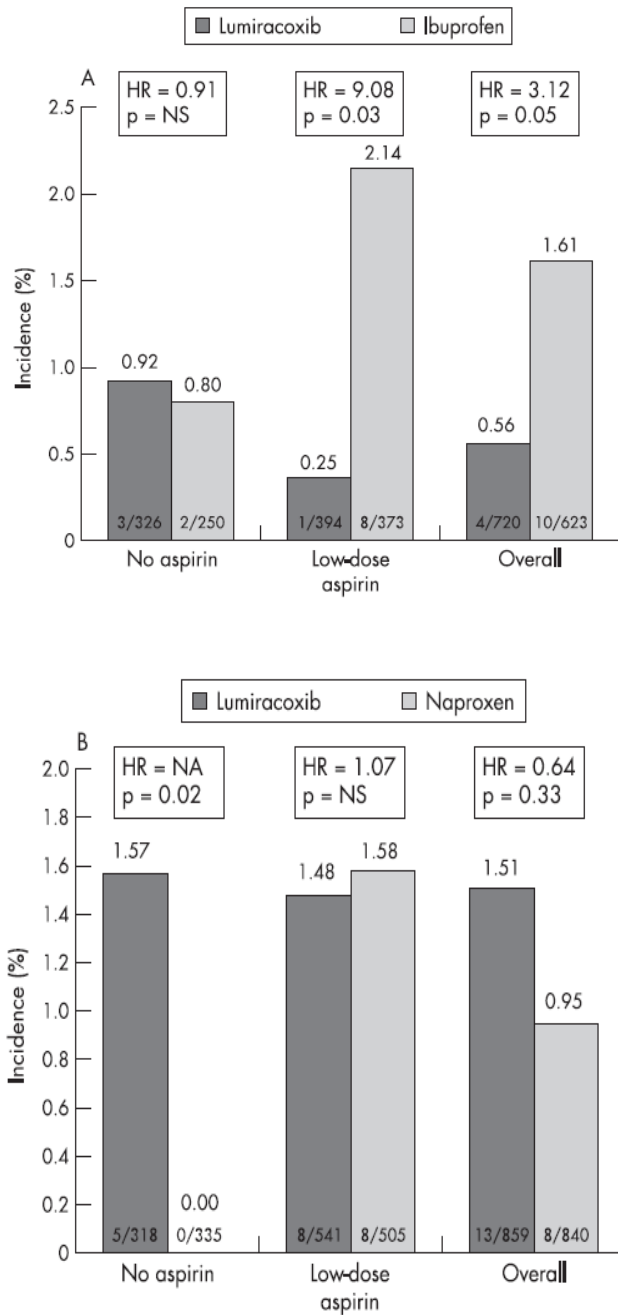 Lumiracoxib Ibuprofen
A
HR = 0.91
p = NS
HR = 9.08
p = 0.03
HR = 3.12
p = 0.05
Incidence (%)
2.5
2.0
1.5
1.0
0.5
0
0.92
0.80
0.25
2.14
0.56
1.61
3/326 2/250 1/394 8/373 4/720 10/623
No aspirin
Low-dose
aspirin
Overall
Lumiracoxib Naproxen
B
HR = NA
p = 0.02
HR = 1.07
p = NS
HR = 0.64
p = 0.33
Incidence (%)
2.0
1.8
1.6
1.4
1.2
1.0
0.8
0.6
0.4
0.2
0
1.57
0.00
1.48
1.58
1.51
0.95
5/318 0/335 8/541 8/505 13/859 8/840
No aspirin
Low-dose
aspirin
Overall